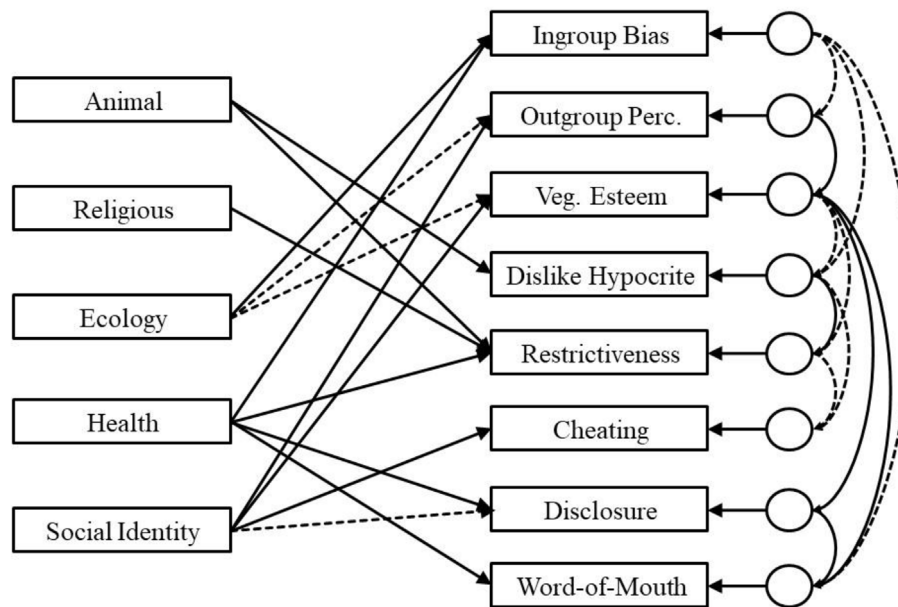 Animal
Religious
Ecology
Health
Social Identity
Ingroup Bias
Outgroup Perc.
Veg. Esteem
Dislike Hypocrite
Restrictiveness
Cheating
Disclosure
Word-of-Mouth